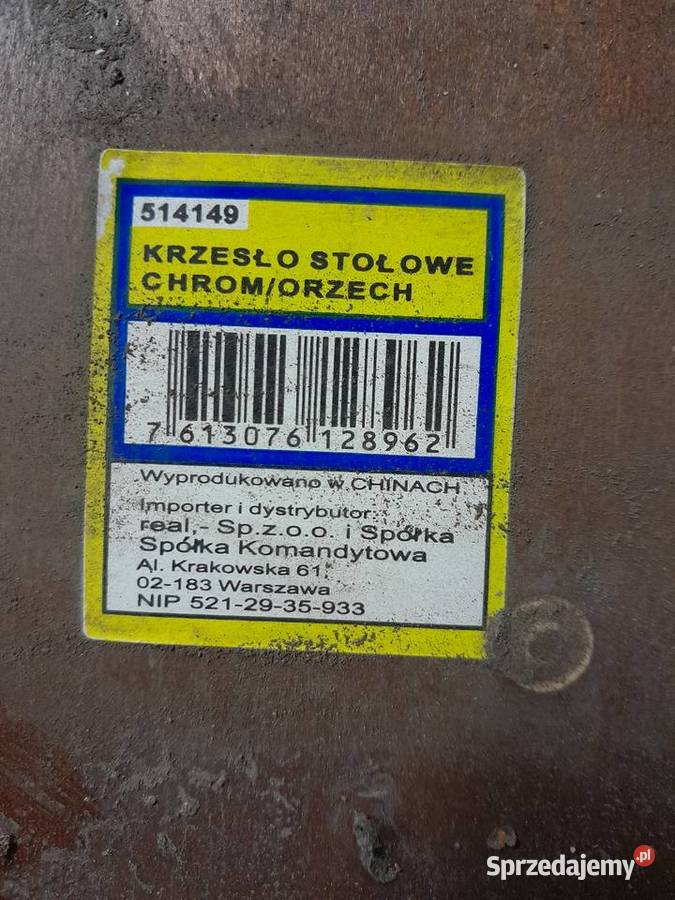 514149
KRZESŁO STOŁOWE
CHROM/ORZECH
7 613076 128962
Wyprodukowano w CHINACH
Importer i dystrybutor:
real,- Sp.z.o.o. i Spółka
Spółka Komandytowa
Al. Krakowska 61
02-183 Warszawa
NIP 521-29-35-933
Sprzedajemy.pl